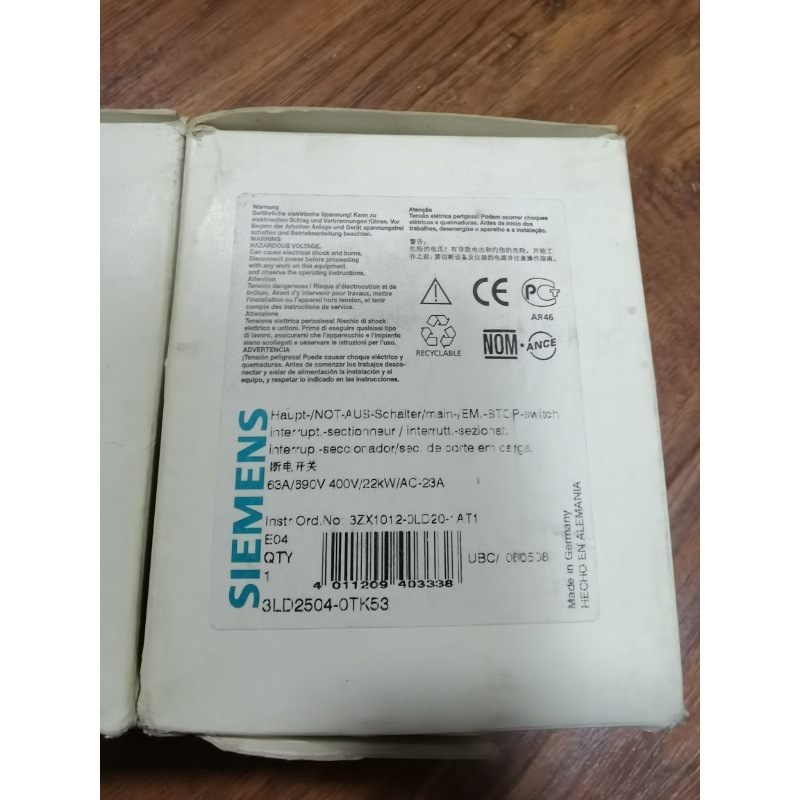 Warnung
Gefährliche elektrische Spannung! Kann zu
elektrischen Schlag und Verbrennungen führen. Vor
Beginn der Arbeiten Anlage und Gerät spannungsfrei
schalten und Betriebsanleitung beachten.
WARNING
HAZARDOUS VOLTAGE.
Can cause electrical shock and burns.
Disconnect power before proceeding
with any work on this equipment
and observe the operating instructions.
Attention
Tension dangereuse ! Risque d'électrocution et de
brûlure. Avant d'y intervenir pour travaux, mettre
l'installation ou l'appareil hors tension, et tenir
compte des instructions de service.
Attenzione
Tensione elettrica pericolosa! Rischio di shock
elettrico e ustioni. Prima di eseguire qualsiasi tipo
di lavoro, assicurarsi che l'apparecchio e l'impianto
siano scollegati e osservare le istruzioni per l'uso.
ADVERTENCIA
¡Tensión peligrosa! Puede causar choque eléctrico y
quemaduras. Antes de comenzar los trabajos desco-
nectar y aislar de alimentación la instalación y el
equipo, y respetar lo indicado en las instrucciones.
Atenção
Tensão elétrica perigosa! Podem ocorrer choques
elétricos e queimaduras. Antes de início dos
trabalhos, desenergize o aparelho e a instalação.
警告:
危险的电压!有导致电击和灼伤的危险。开始工
作之前,要切断设备及仪器的电源并注意操作指南。
CE
АЯ46
RECYCLABLE
NOM-ANCE
SIEMENS
Haupt-/NOT-AUS-Schalter/main-/EM.-STOP-switch
interrupt.-sectionneur / interrutt.-sezionat.
interrup.-seccionador/sec. de corte em carga
断电开关
63A/690V 400V/22kW/AC-23A
Instr.Ord.No: 3ZX1012-0LD20-1AT1
E04
QTY
1
4 011209 403338
UBC/ 060508
3LD2504-0TK53
Made in Germany
HECHO EN ALEMANIA